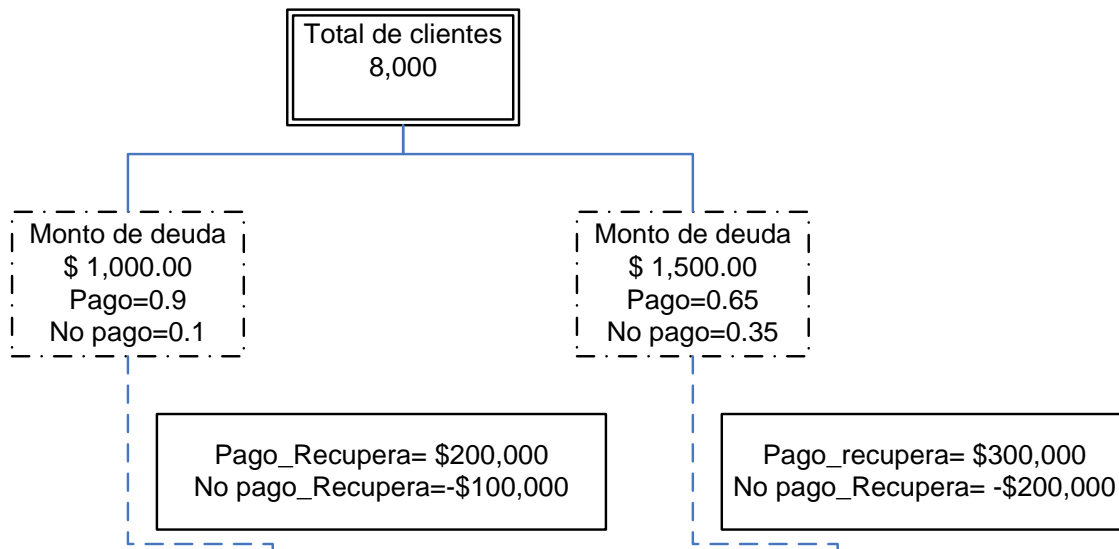 Total de clientes
8,000
Monto de deuda
$ 1,000.00
Pago=0.9
No pago=0.1
Monto de deuda
$ 1,500.00
Pago=0.65
No pago=0.35
Pago_Recupera= $200,000
No pago_Recupera=-$100,000
Pago_recupera= $300,000
No pago_Recupera= -$200,000